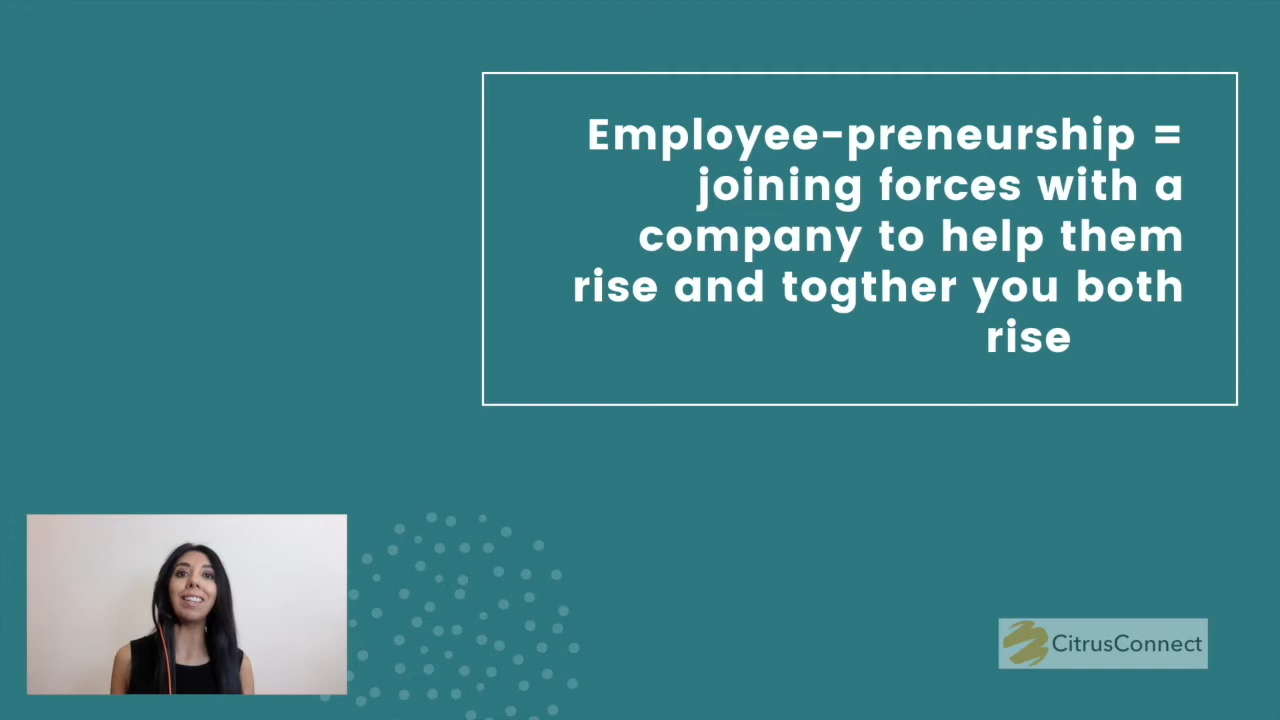 Employee-preneurship =
joining forces with a
company to help them
rise and togther you both
rise
CitrusConnect